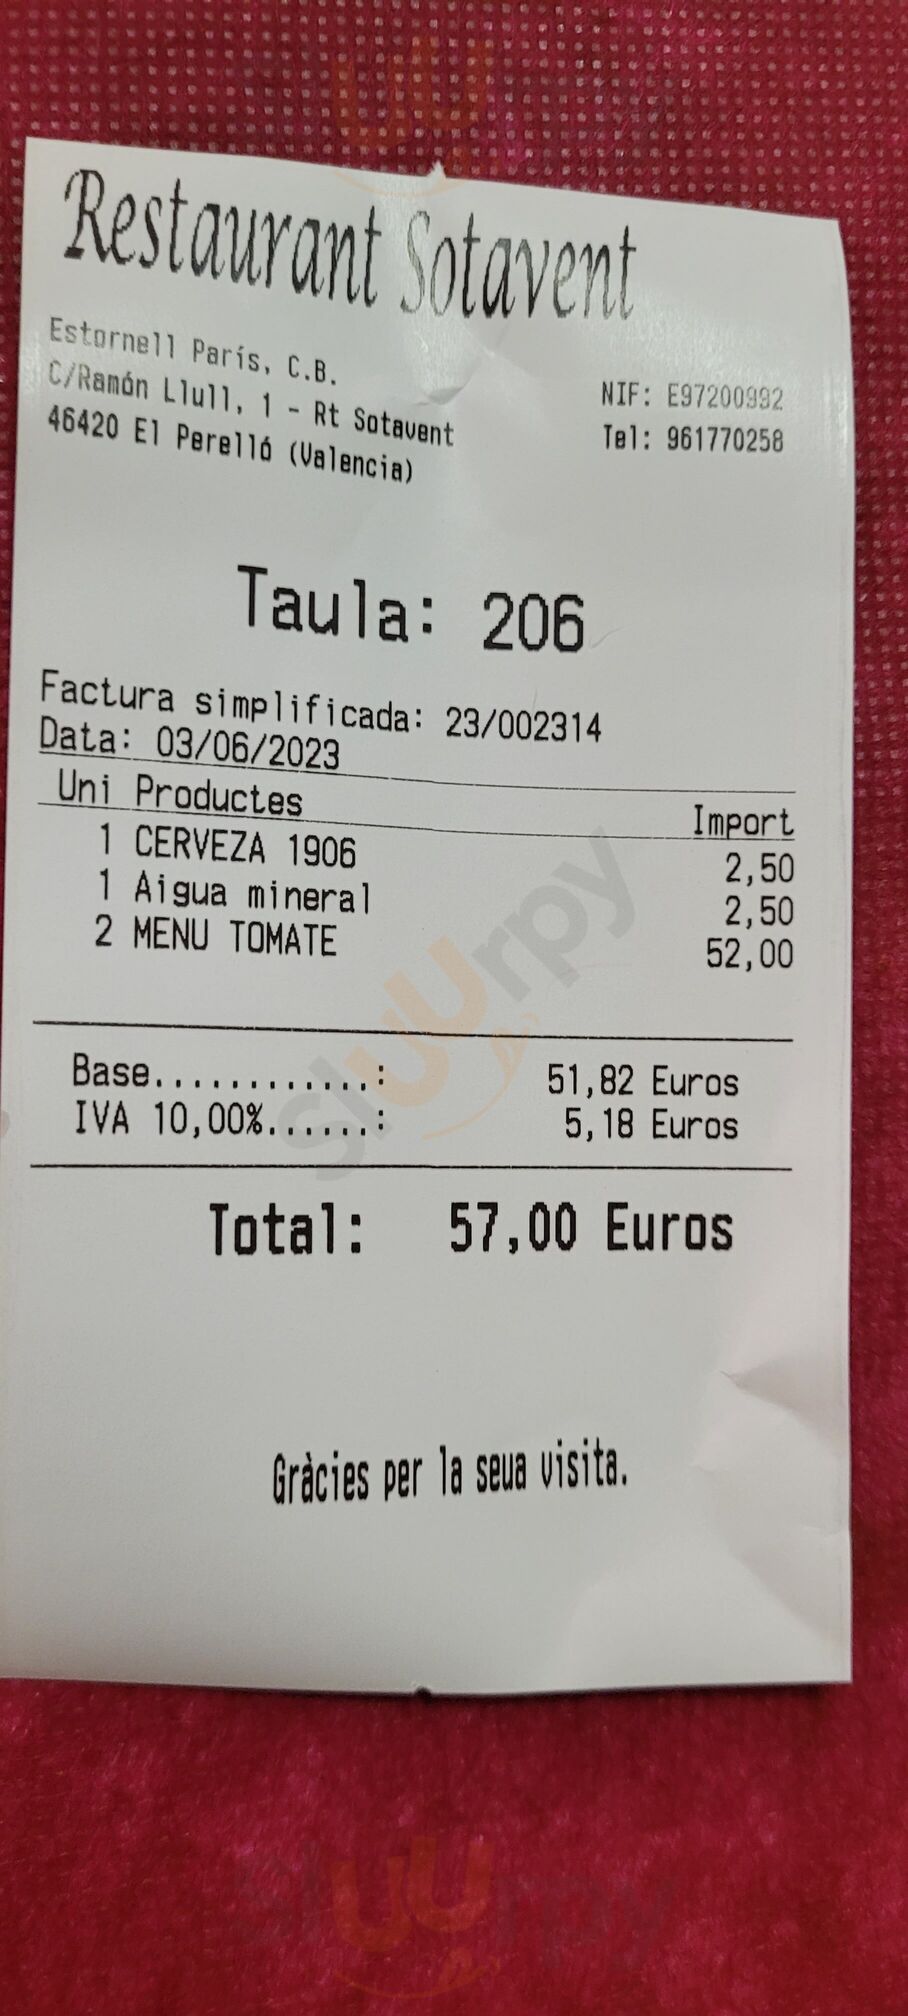 Restaurant Sotavent
Estornell París, C.B.
C/Ramón Llull, 1 - Rt Sotavent
46420 El Perelló (Valencia)
NIF: E97200992
Tel: 961770258
Taula: 206
Factura simplificada: 23/002314
Data: 03/06/2023
Uni Productes Import
1 CERVEZA 1906 2,50
1 Aigua mineral 2,50
2 MENU TOMATE 52,00
Base............: 51,82 Euros
IVA 10,00%......: 5,18 Euros
Total: 57,00 Euros
Gràcies per la seua visita.
sluurpy
sluurpy